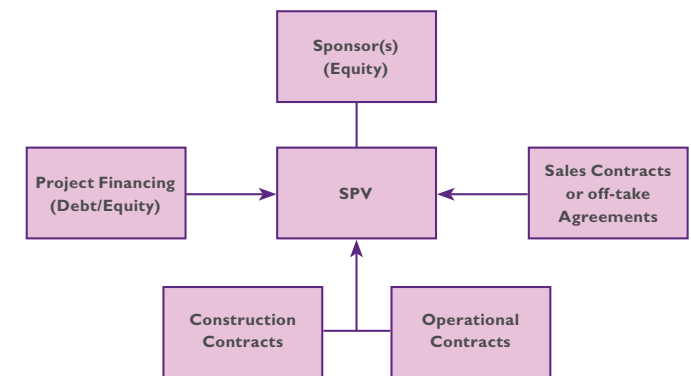 Sponsor(s)
(Equity)
Project Financing
(Debt/Equity)
SPV
Sales Contracts
or off-take
Agreements
Construction
Contracts
Operational
Contracts